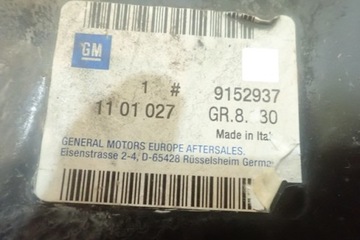 GM
1 # 9152937
11 01 027 GR.8. 30
Made in Ital
GENERAL MOTORS EUROPE AFTERSALES.
Eisenstrasse 2-4, D-65428 Rüsselsheim Germa